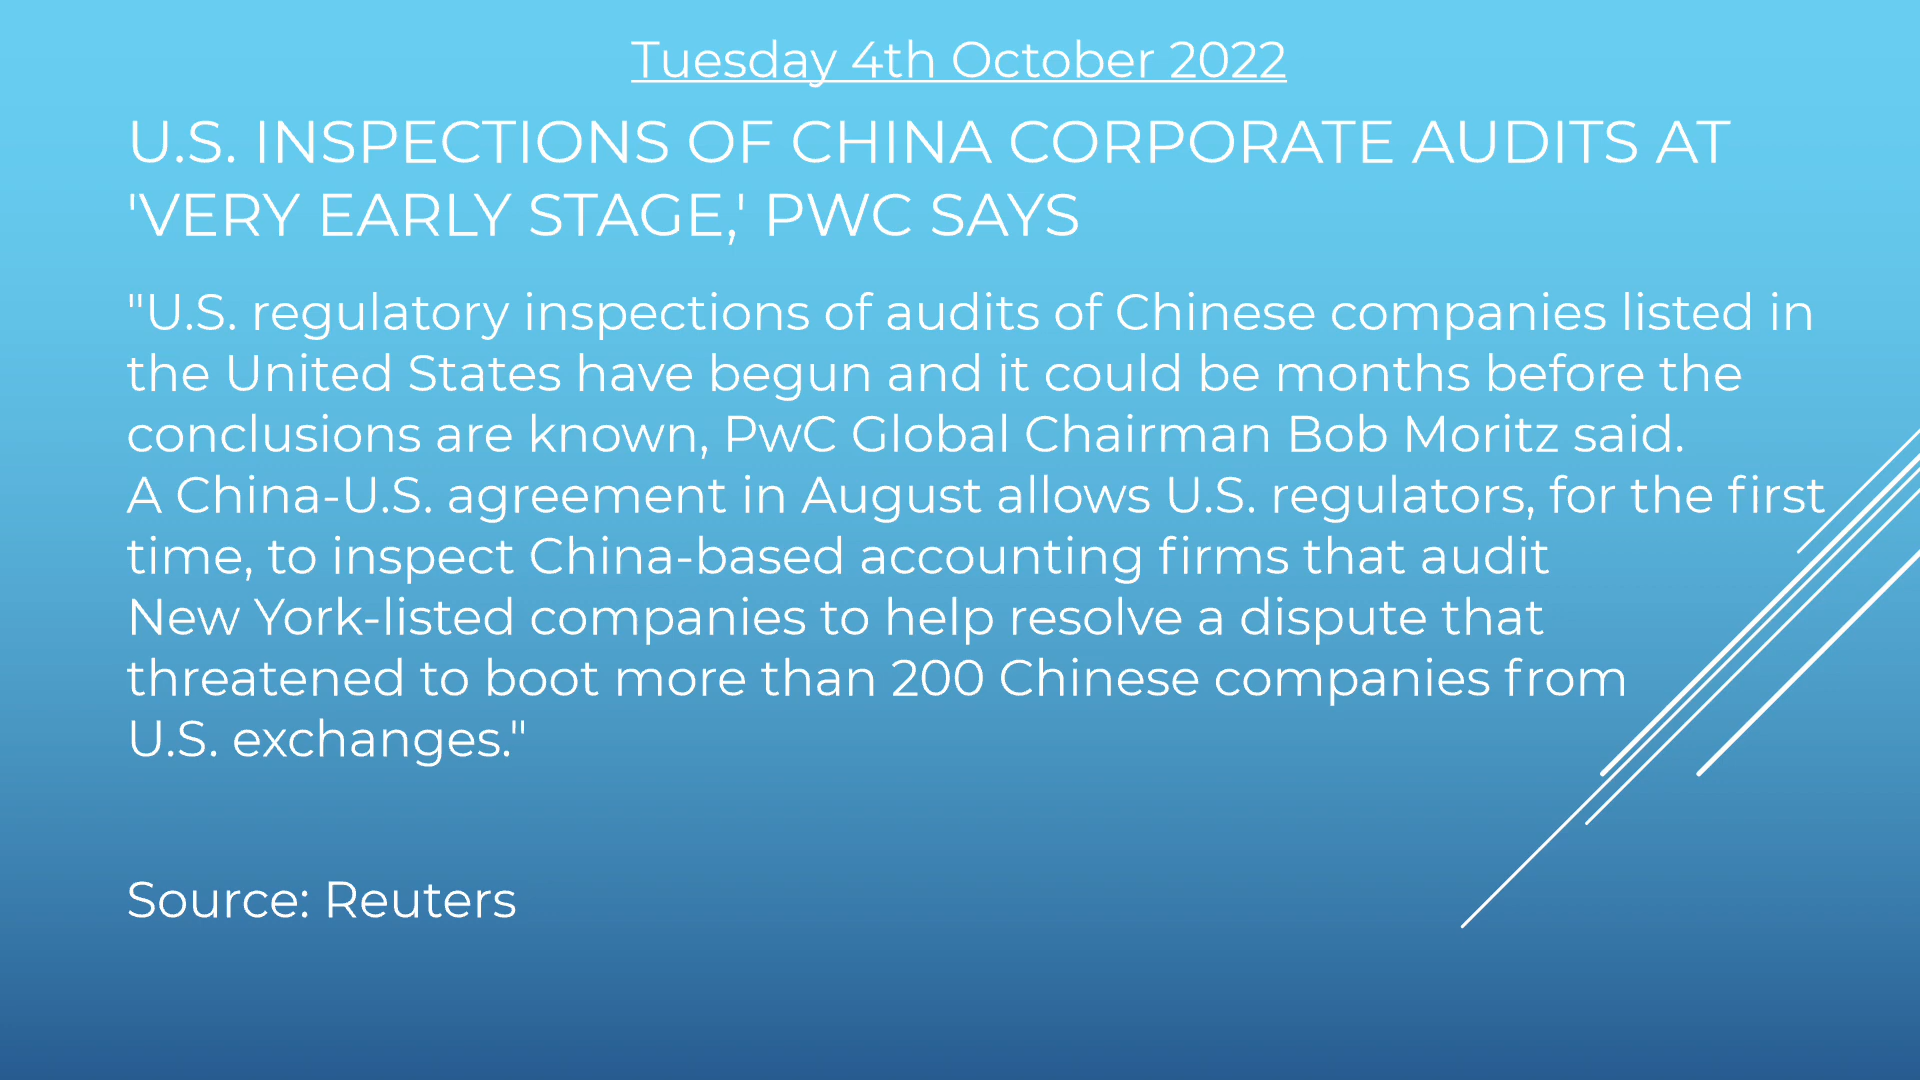 Tuesday 4th October 2022
U.S. INSPECTIONS OF CHINA CORPORATE AUDITS AT
'VERY EARLY STAGE,' PWC SAYS
"U.S. regulatory inspections of audits of Chinese companies listed in
the United States have begun and it could be months before the
conclusions are known, PwC Global Chairman Bob Moritz said.
A China-U.S. agreement in August allows U.S. regulators, for the first
time, to inspect China-based accounting firms that audit
New York-listed companies to help resolve a dispute that
threatened to boot more than 200 Chinese companies from
U.S. exchanges."
Source: Reuters